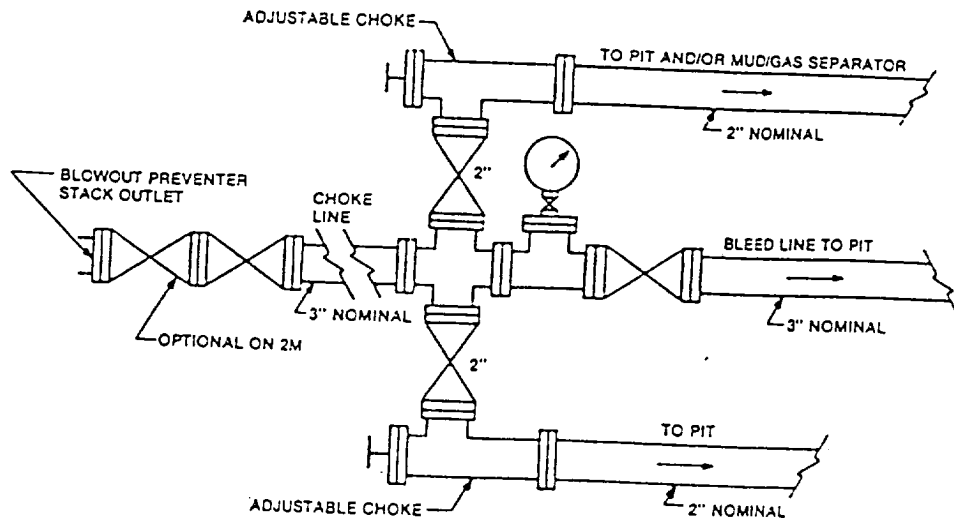 ADJUSTABLE CHOKE
TO PIT AND/OR MUD/GAS SEPARATOR
2" NOMINAL
BLOWOUT PREVENTER
STACK OUTLET
2"
CHOKE
LINE
BLEED LINE TO PIT
3" NOMINAL
3" NOMINAL
OPTIONAL ON 2M
2"
TO PIT
ADJUSTABLE CHOKE
2" NOMINAL